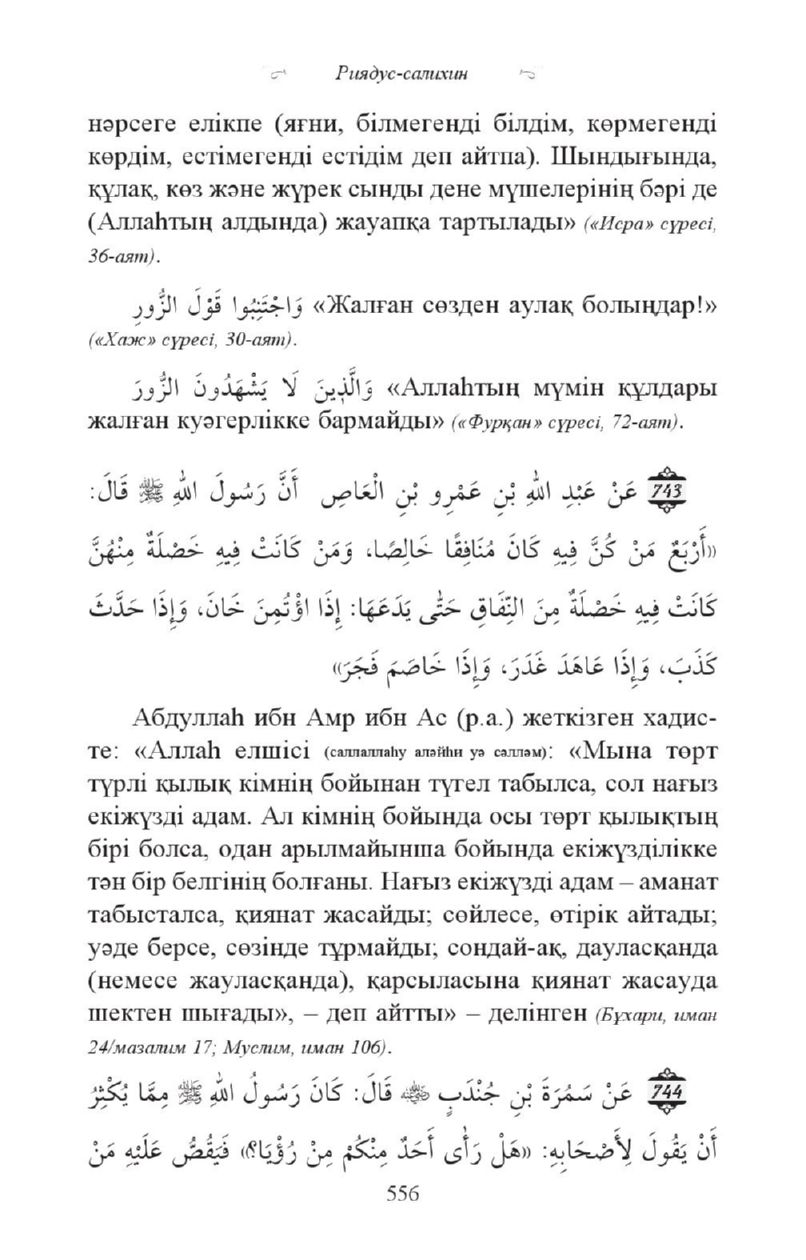 Риядус-салихин
нәрсеге елікпе (яғни, білмегенді білдім, көрмегенді
көрдім, естімегенді естідім деп айтпа). Шындығында,
құлақ, көз және жүрек сынды дене мүшелерінің бәрі де
(Аллаһтың алдында) жауапқа тартылады» («Исра» сүресі,
36-аят).
وَاجْتَنِبُوا قَوْلَ الزُّورِ «Жалған сөзден аулақ болыңдар!»
(«Хаж» сүресі, 30-аят).
وَالَّذِينَ لَا يَشْهَدُونَ الزُّورَ «Аллаһтың мүмін құлдары
жалған куәгерлікке бармайды» («Фурқан» сүресі, 72-аят).
743 عَنْ عَبْدِ اللهِ بْنِ عَمْرِو بْنِ الْعَاصِ أَنَّ رَسُولَ اللهِ ﷺ قَالَ:
«أَرْبَعٌ مَنْ كُنَّ فِيهِ كَانَ مُنَافِقًا خَالِصًا، وَمَنْ كَانَتْ فِيهِ خَصْلَةٌ مِنْهُنَّ
كَانَتْ فِيهِ خَصْلَةٌ مِنَ النِّفَاقِ حَتَّى يَدَعَهَا: إِذَا اؤْتُمِنَ خَانَ، وَإِذَا حَدَّثَ
كَذَبَ، وَإِذَا عَاهَدَ غَدَرَ، وَإِذَا خَاصَمَ فَجَرَ»
Абдуллаһ ибн Амр ибн Ас (р.а.) жеткізген хадис-
те: «Аллаһ елшісі (саллаллаһу аләйһи уә сәлләм): «Мына төрт
түрлі қылық кімнің бойынан түгел табылса, сол нағыз
екіжүзді адам. Ал кімнің бойында осы төрт қылықтың
бірі болса, одан арылмайынша бойында екіжүзділікке
тән бір белгінің болғаны. Нағыз екіжүзді адам – аманат
табысталса, қиянат жасайды; сөйлесе, өтірік айтады;
уәде берсе, сөзінде тұрмайды; сондай-ақ, дауласқанда
(немесе жауласқанда), қарсыласына қиянат жасауда
шектен шығады», – деп айтты» – делінген (Бұхари, иман
24/мазалим 17; Муслим, иман 106).
744 عَنْ سَمُرَةَ بْنِ جُنْدَبٍ ﷺ قَالَ: كَانَ رَسُولُ اللهِ ﷺ مِمَّا يُكْثِرُ
أَنْ يَقُولَ لِأَصْحَابِهِ: «هَلْ رَأَى أَحَدٌ مِنْكُمْ مِنْ رُؤْيَا؟» فَيَقُصُّ عَلَيْهِ مَنْ
556